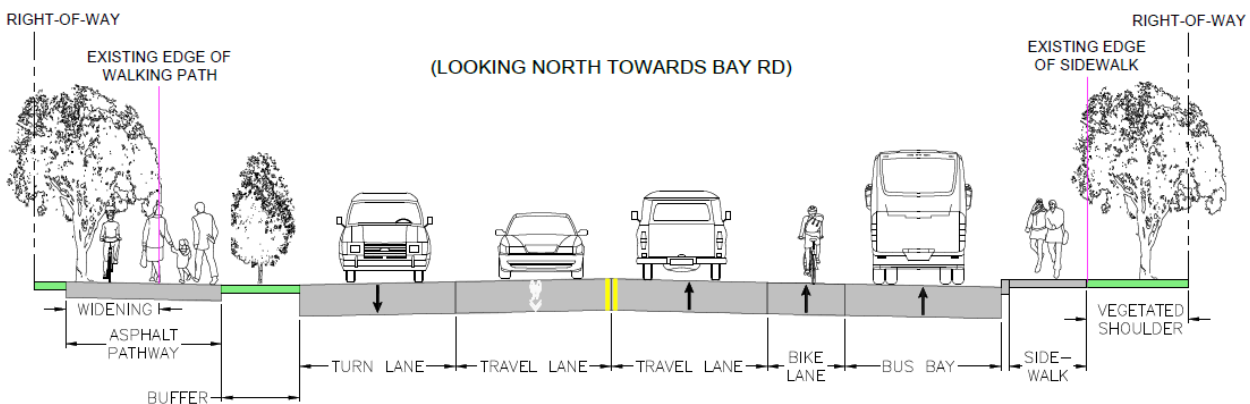 RIGHT-OF-WAY
RIGHT-OF-WAY
EXISTING EDGE OF
WALKING PATH
(LOOKING NORTH TOWARDS BAY RD)
EXISTING EDGE
OF SIDEWALK
WIDENING
ASPHALT
PATHWAY
BUFFER
TURN LANE
TRAVEL LANE
TRAVEL LANE
BIKE
LANE
BUS BAY
SIDE-
WALK
VEGETATED
SHOULDER